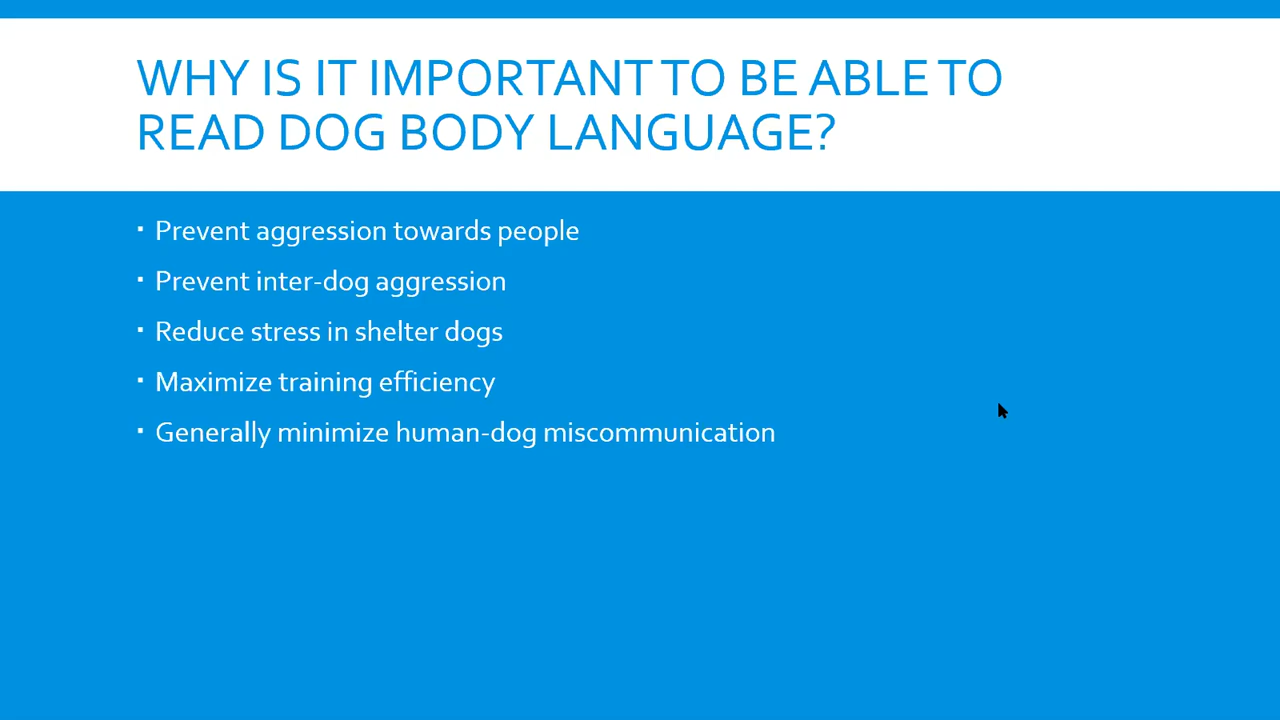 WHY IS IT IMPORTANT TO BE ABLE TO
READ DOG BODY LANGUAGE?
▪ Prevent aggression towards people
▪ Prevent inter-dog aggression
▪ Reduce stress in shelter dogs
▪ Maximize training efficiency
▪ Generally minimize human-dog miscommunication